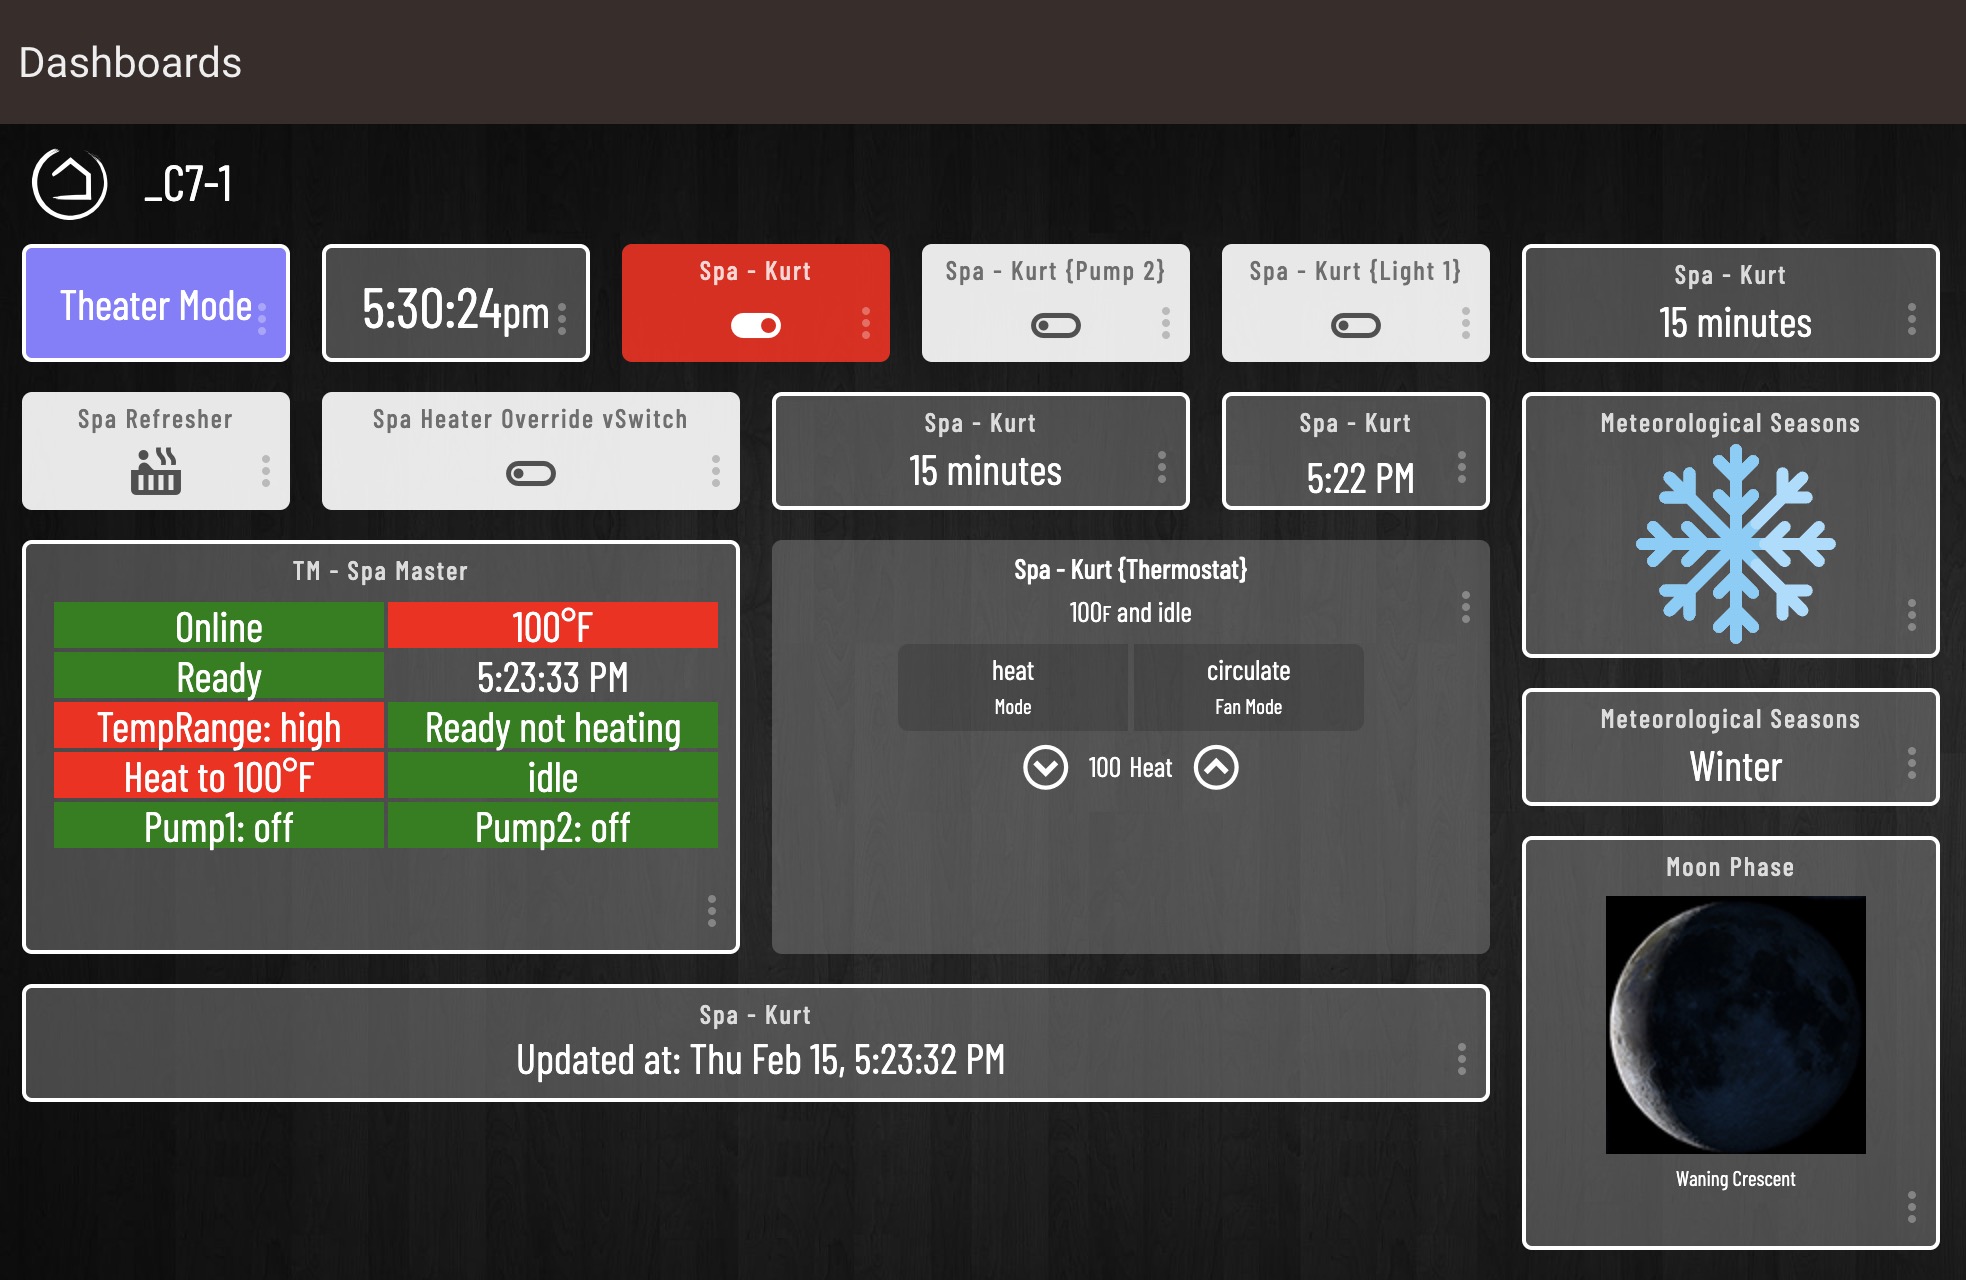 Dashboards
_C7-1
Theater Mode
5:30:24pm
Spa - Kurt
Spa - Kurt {Pump 2}
Spa - Kurt {Light 1}
Spa - Kurt
15 minutes
Spa Refresher
Spa Heater Override vSwitch
Spa - Kurt
15 minutes
Spa - Kurt
5:22 PM
Meteorological Seasons
TM - Spa Master
Online
100°F
Ready
5:23:33 PM
TempRange: high
Ready not heating
Heat to 100°F
idle
Pump1: off
Pump2: off
Spa - Kurt {Thermostat}
100F and idle
heat
Mode
circulate
Fan Mode
100 Heat
Meteorological Seasons
Winter
Moon Phase
Waning Crescent
Spa - Kurt
Updated at: Thu Feb 15, 5:23:32 PM